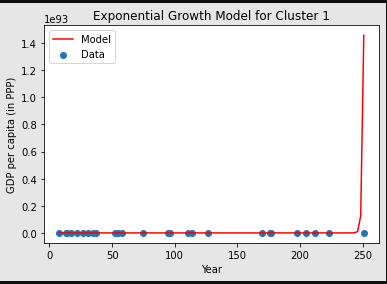 Exponential Growth Model for Cluster 1
1e93
Model
Data
1.4
1.2
1.0
0.8
0.6
0.4
0.2
0.0
GDP per capita (in PPP)
0 50 100 150 200 250
Year